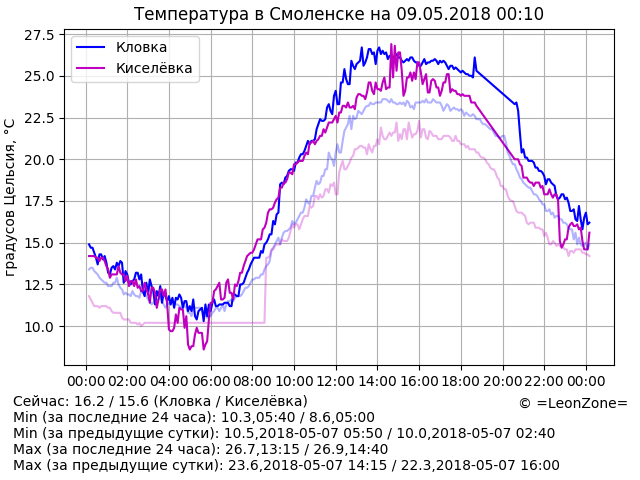 Температура в Смоленске на 09.05.2018 00:10
Кловка
Киселёвка
градусов Цельсия, °C
27.5
25.0
22.5
20.0
17.5
15.0
12.5
10.0
00:00 02:00 04:00 06:00 08:00 10:00 12:00 14:00 16:00 18:00 20:00 22:00 00:00
Сейчас: 16.2 / 15.6 (Кловка / Киселёвка)
© =LeonZone=
Min (за последние 24 часа): 10.3,05:40 / 8.6,05:00
Min (за предыдущие сутки): 10.5,2018-05-07 05:50 / 10.0,2018-05-07 02:40
Max (за последние 24 часа): 26.7,13:15 / 26.9,14:40
Max (за предыдущие сутки): 23.6,2018-05-07 14:15 / 22.3,2018-05-07 16:00